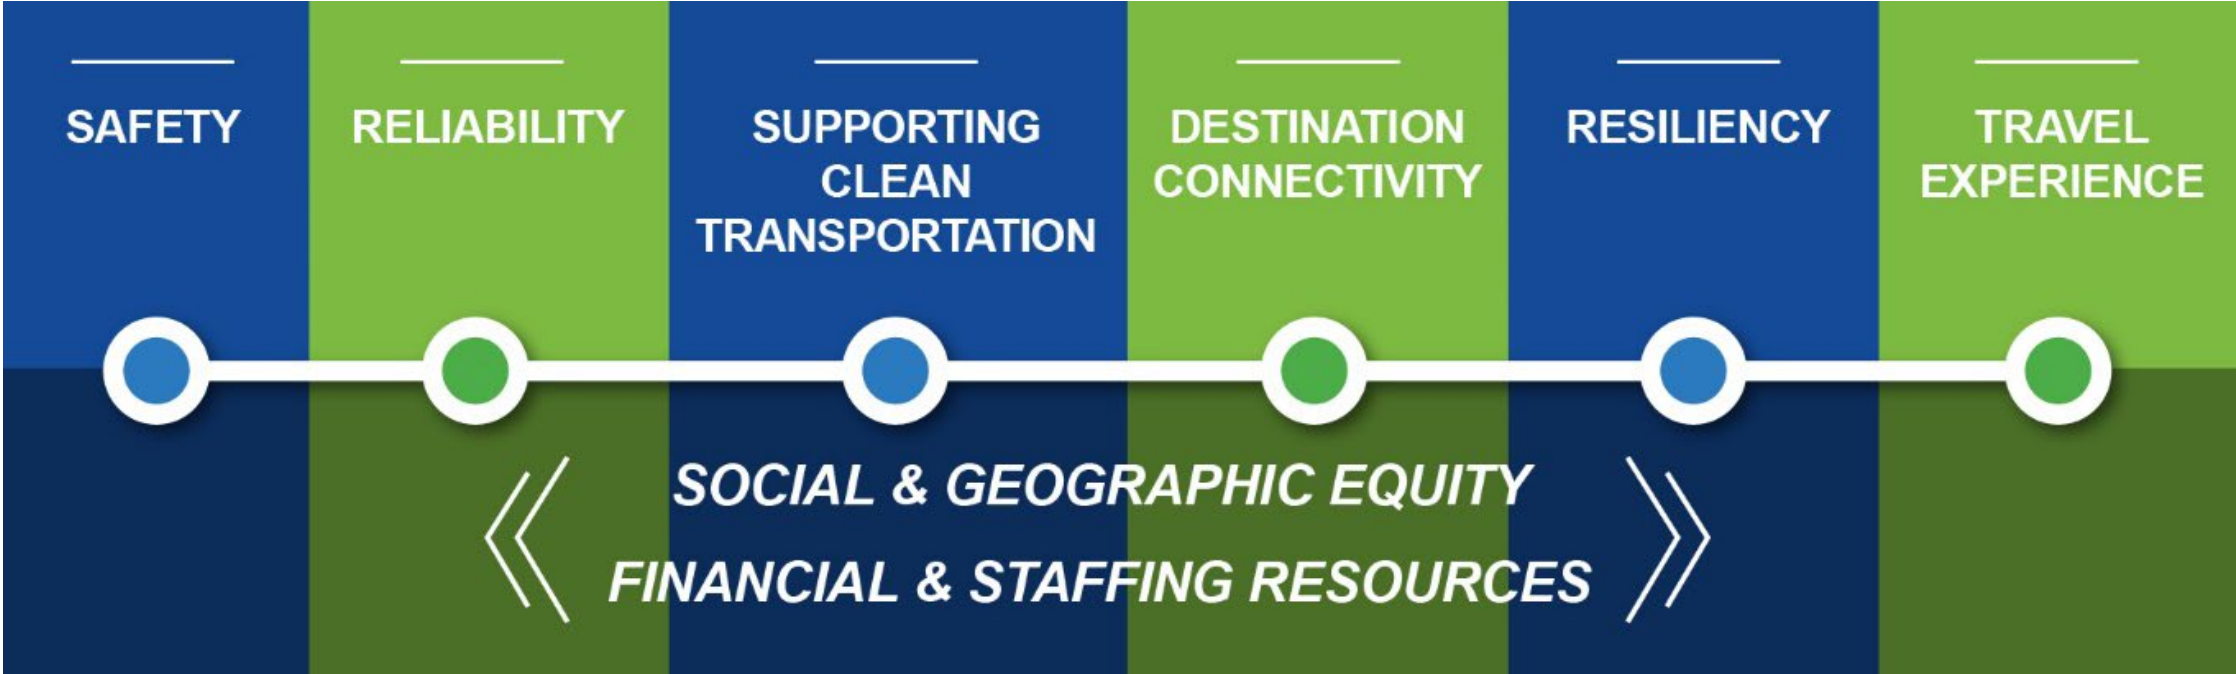 SAFETY
RELIABILITY
SUPPORTING
CLEAN
TRANSPORTATION
DESTINATION
CONNECTIVITY
RESILIENCY
TRAVEL
EXPERIENCE
SOCIAL & GEOGRAPHIC EQUITY
FINANCIAL & STAFFING RESOURCES